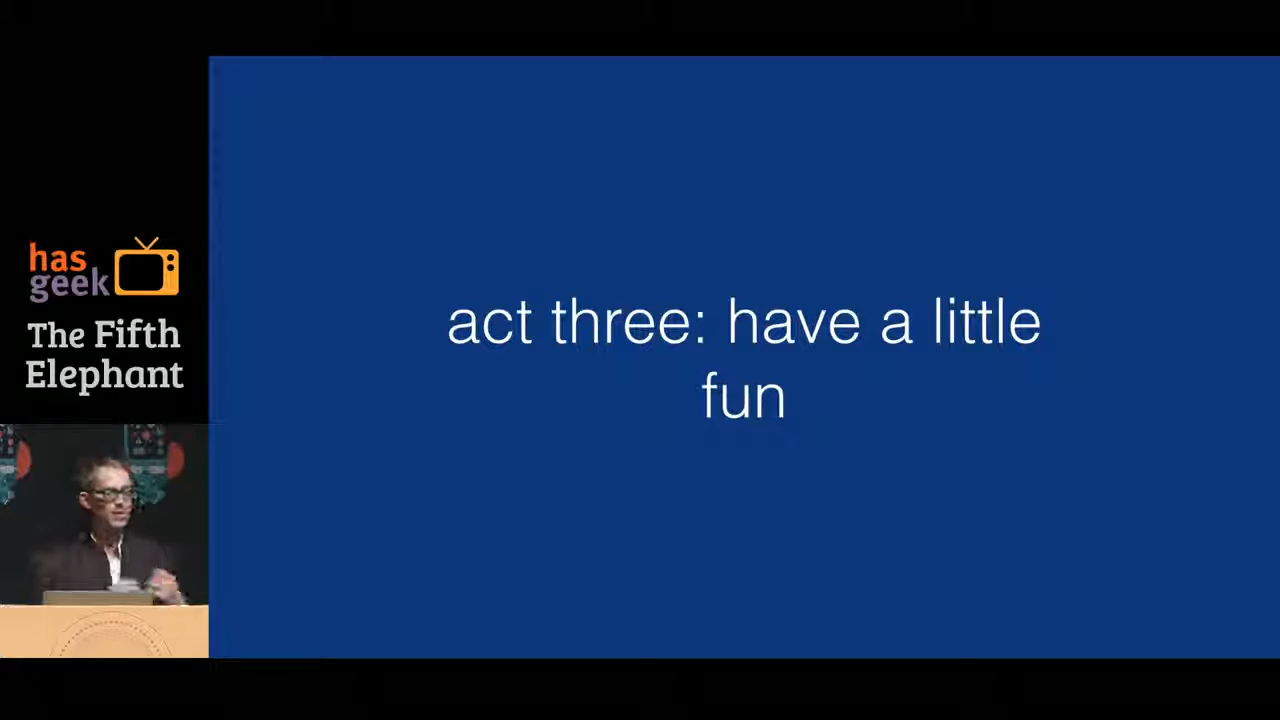 has
geek
The Fifth
Elephant
act three: have a little
fun